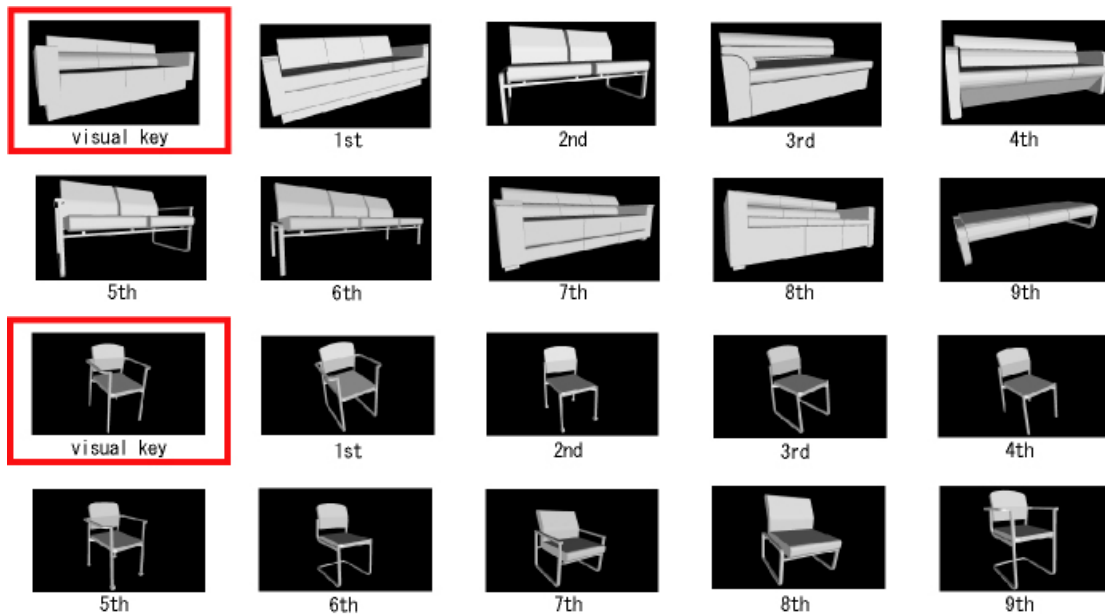 visual key
1st
2nd
3rd
4th
5th
6th
7th
8th
9th
visual key
1st
2nd
3rd
4th
5th
6th
7th
8th
9th